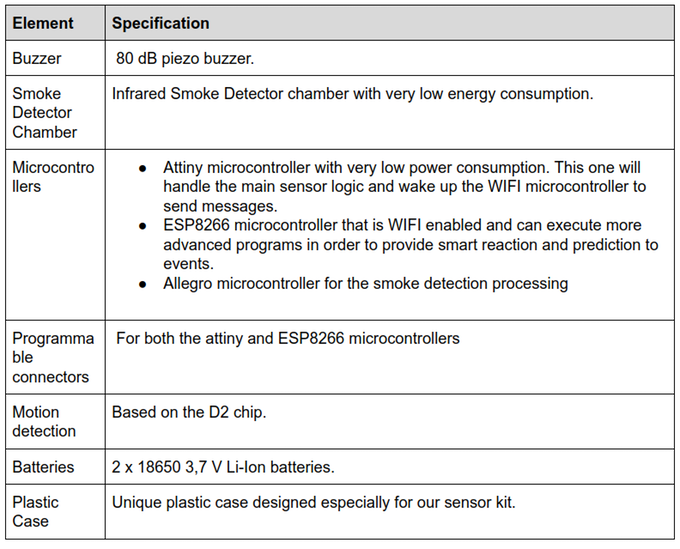 Element Specification
Buzzer 80 dB piezo buzzer.
Smoke Infrared Smoke Detector chamber with very low energy consumption.
Detector
Chamber
Microcontro ● Attiny microcontroller with very low power consumption. This one will
llers handle the main sensor logic and wake up the WIFI microcontroller to
send messages.
● ESP8266 microcontroller that is WIFI enabled and can execute more
advanced programs in order to provide smart reaction and prediction to
events.
● Allegro microcontroller for the smoke detection processing
Programma For both the attiny and ESP8266 microcontrollers
ble
connectors
Motion Based on the D2 chip.
detection
Batteries 2 x 18650 3,7 V Li-Ion batteries.
Plastic Unique plastic case designed especially for our sensor kit.
Case